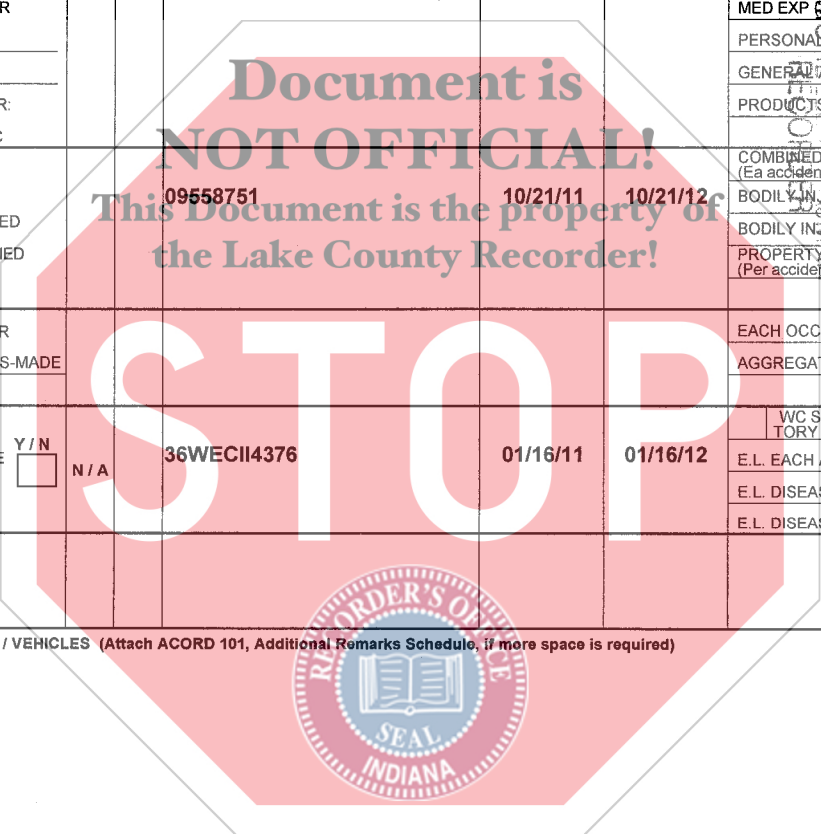 R
MED EXP
PERSONAL
GENERAL
R:
PRODUCTS
C
Document is
NOT OFFICIAL!
This Document is the property of
the Lake County Recorder!
COMBINED
(Ea acciden
09558751 10/21/11 10/21/12
BODILY INJ
ED
BODILY INJ
IED
PROPERTY
(Per accide
R
EACH OCC
S-MADE
AGGREGAT
STOP
WC S
TORY
Y / N
E
N / A
36WECII4376 01/16/11 01/16/12
E.L. EACH
E.L. DISEAS
E.L. DISEAS
/ VEHICLES (Attach ACORD 101, Additional Remarks Schedule, if more space is required)
RECORDER'S OFFICE
SEAL
INDIANA